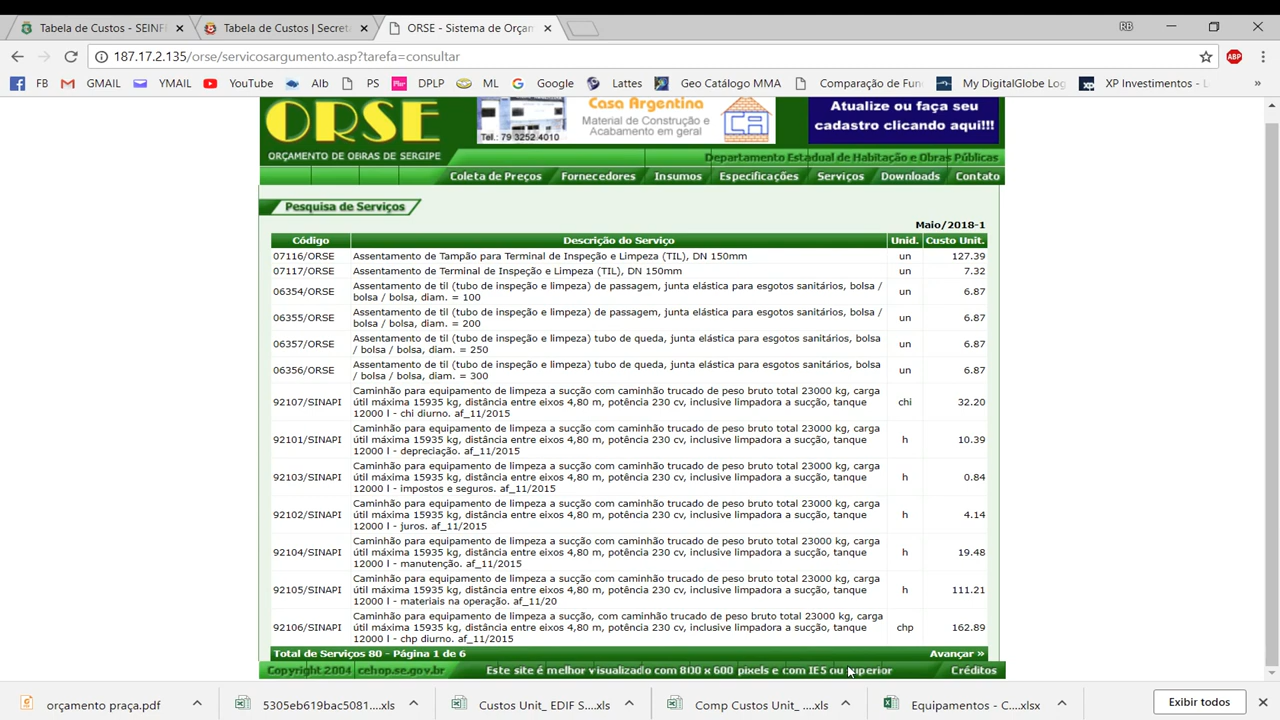 Tabela de Custos - SEINF
Tabela de Custos | Secret
ORSE - Sistema de Orçan
RB
187.17.2.135/orse/servicosargumento.asp?tarefa=consultar
ABP
FB GMAIL YMAIL YouTube Alb PS DPLP ML Google Lattes Geo Catálogo MMA Comparação de Fun My DigitalGlobe Log XP Investimentos - L »
ORSE
ORÇAMENTO DE OBRAS DE SERGIPE
Tel.: 79 3252.4010
Casa Argentina
Material de Construção e
Acabamento em geral
CA
Atualize ou faça seu
cadastro clicando aqui!!!
Departamento Estadual de Habitação e Obras Públicas
Coleta de Preços Fornecedores Insumos Especificações Serviços Downloads Contato
Pesquisa de Serviços
Maio/2018-1
Código Descrição do Serviço Unid. Custo Unit.
07116/ORSE Assentamento de Tampão para Terminal de Inspeção e Limpeza (TIL), DN 150mm un 127.39
07117/ORSE Assentamento de Terminal de Inspeção e Limpeza (TIL), DN 150mm un 7.32
06354/ORSE Assentamento de til (tubo de inspeção e limpeza) de passagem, junta elástica para esgotos sanitários, bolsa / un 6.87
bolsa / bolsa, diam. = 100
06355/ORSE Assentamento de til (tubo de inspeção e limpeza) de passagem, junta elástica para esgotos sanitários, bolsa / un 6.87
bolsa / bolsa, diam. = 200
06357/ORSE Assentamento de til (tubo de inspeção e limpeza) tubo de queda, junta elástica para esgotos sanitários, bolsa un 6.87
/ bolsa / bolsa, diam. = 250
06356/ORSE Assentamento de til (tubo de inspeção e limpeza) tubo de queda, junta elástica para esgotos sanitários, bolsa un 6.87
/ bolsa / bolsa, diam. = 300
Caminhão para equipamento de limpeza a sucção com caminhão trucado de peso bruto total 23000 kg, carga
92107/SINAPI útil máxima 15935 kg, distância entre eixos 4,80 m, potência 230 cv, inclusive limpadora a sucção, tanque chi 32.20
12000 l - chi diurno. af_11/2015
Caminhão para equipamento de limpeza a sucção com caminhão trucado de peso bruto total 23000 kg, carga
92101/SINAPI útil máxima 15935 kg, distância entre eixos 4,80 m, potência 230 cv, inclusive limpadora a sucção, tanque h 10.39
12000 l - depreciação. af_11/2015
Caminhão para equipamento de limpeza a sucção com caminhão trucado de peso bruto total 23000 kg, carga
92103/SINAPI útil máxima 15935 kg, distância entre eixos 4,80 m, potência 230 cv, inclusive limpadora a sucção, tanque h 0.84
12000 l - impostos e seguros. af_11/2015
Caminhão para equipamento de limpeza a sucção com caminhão trucado de peso bruto total 23000 kg, carga
92102/SINAPI útil máxima 15935 kg, distância entre eixos 4,80 m, potência 230 cv, inclusive limpadora a sucção, tanque h 4.14
12000 l - juros. af_11/2015
Caminhão para equipamento de limpeza a sucção com caminhão trucado de peso bruto total 23000 kg, carga
92104/SINAPI útil máxima 15935 kg, distância entre eixos 4,80 m, potência 230 cv, inclusive limpadora a sucção, tanque h 19.48
12000 l - manutenção. af_11/2015
Caminhão para equipamento de limpeza a sucção com caminhão trucado de peso bruto total 23000 kg, carga
92105/SINAPI útil máxima 15935 kg, distância entre eixos 4,80 m, potência 230 cv, inclusive limpadora a sucção, tanque h 111.21
12000 l - materiais na operação. af_11/20
Caminhão para equipamento de limpeza a sucção, com caminhão trucado de peso bruto total 23000 kg, carga
92106/SINAPI útil máxima 15935 kg, distância entre eixos 4,80 m, potência 230 cv, inclusive limpadora a sucção, tanque chp 162.89
12000 l - chp diurno. af_11/2015
Total de Serviços 80 - Página 1 de 6 Avançar »
Copyright 2004 cehop.se.gov.br Este site é melhor visualizado com 800 x 600 pixels e com IE5 ou superior Créditos
orçamento praça.pdf 5305eb619bac5081....xls Custos Unit_ EDIF S....xls Comp Custos Unit_ ....xls Equipamentos - C....xlsx Exibir todos